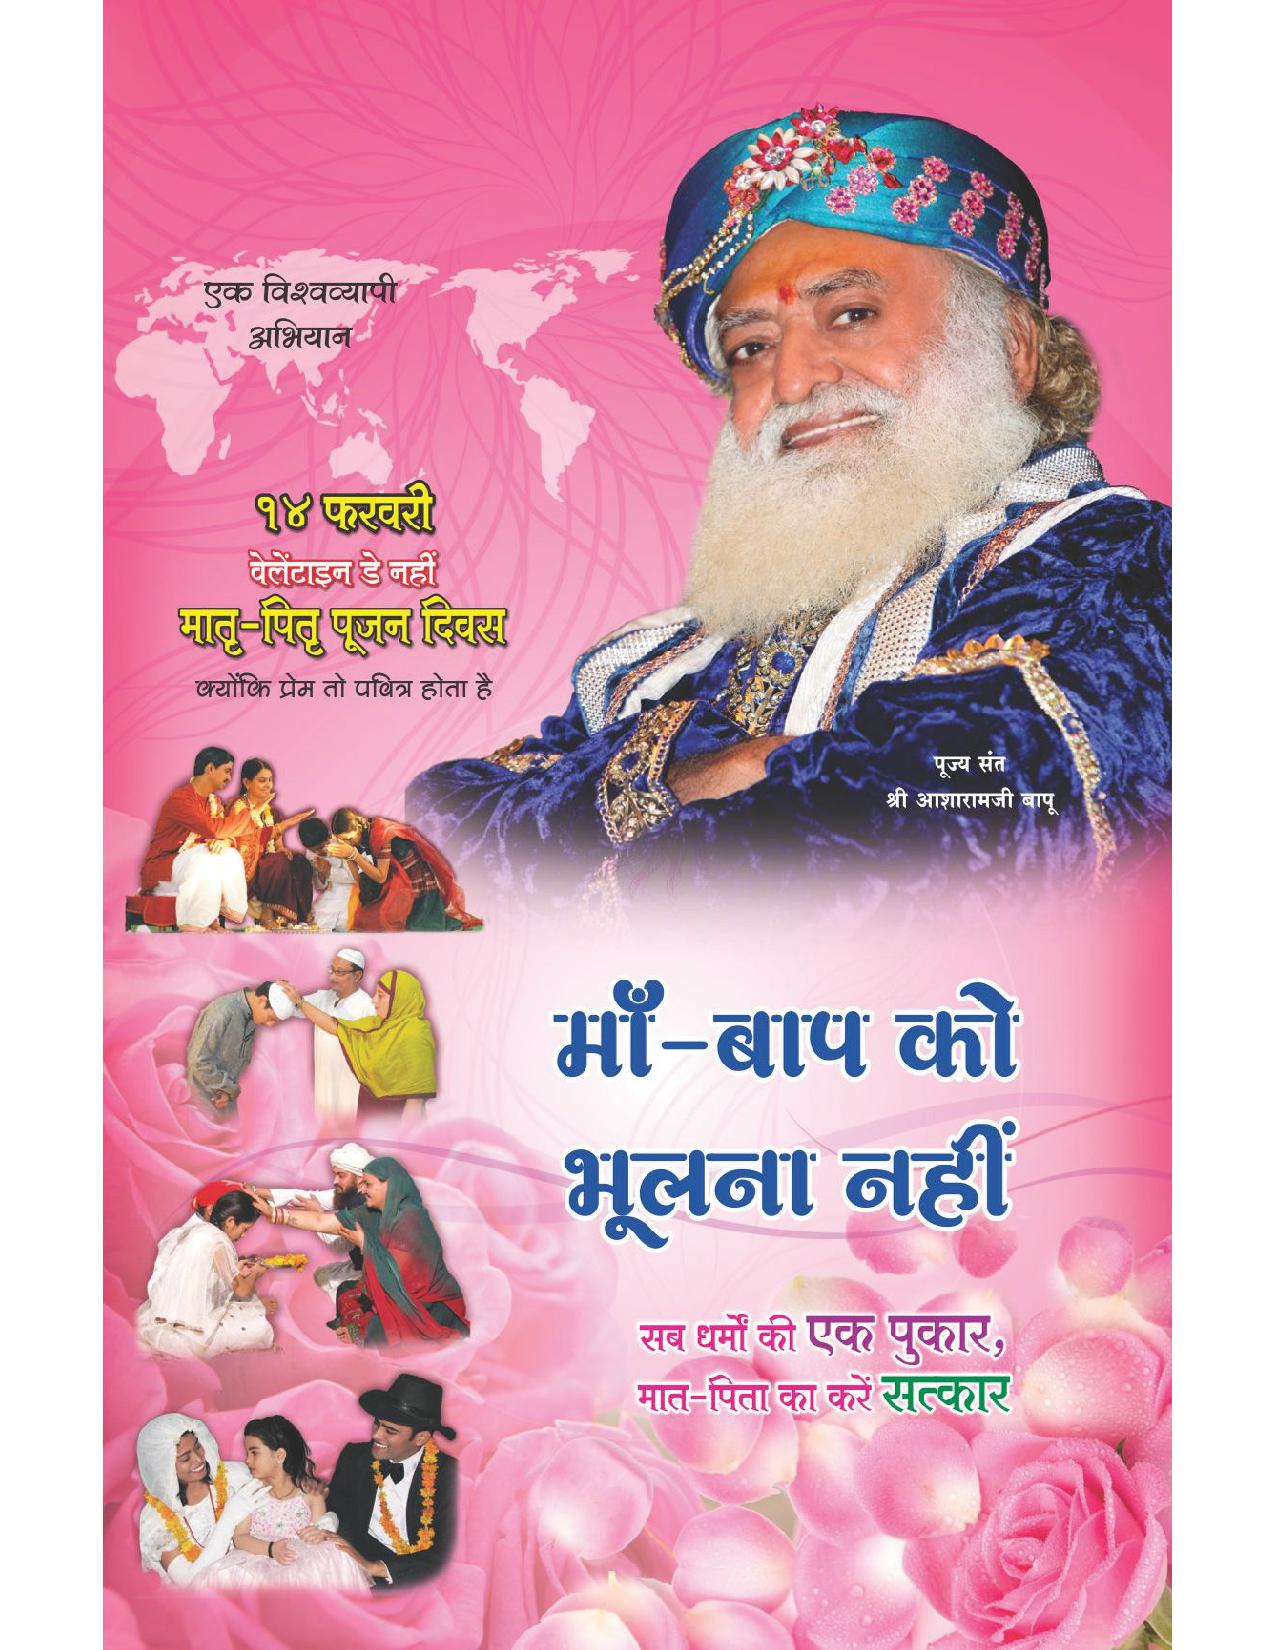 एक विश्वव्यापी
अभियान
१४ फरवरी
वेलेंटाइन डे नहीं
मातृ-पितृ पूजन दिवस
क्योंकि प्रेम तो पवित्र होता है
पूज्य संत
श्री आशारामजी बापू
माँ-बाप को
भूलना नहीं
सब धर्मों की एक पुकार,
मात-पिता का करें सत्कार